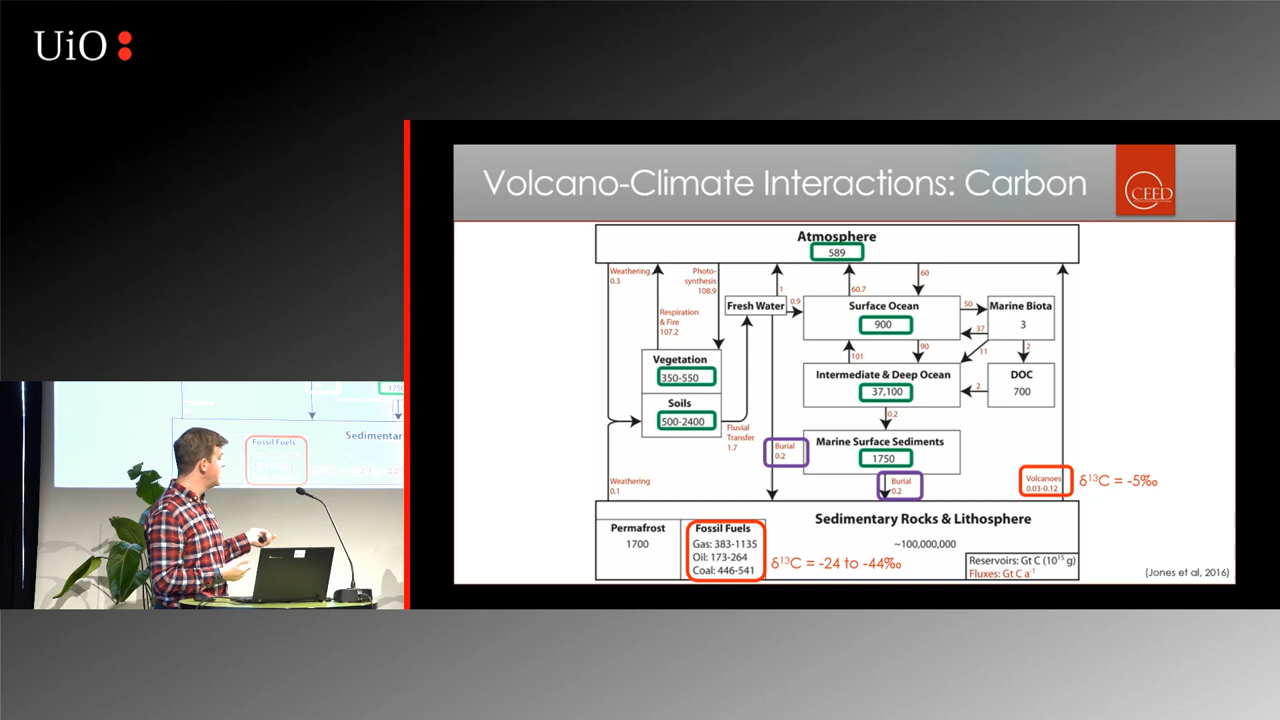 UiO:
Volcano-Climate Interactions: Carbon
CEED
Atmosphere
589
Weathering
0.3
Photo-
synthesis
108.9
Respiration
& Fire
107.2
1
60.7
60
Fresh Water
0.9
Surface Ocean
900
50
37
Marine Biota
3
11
2
Vegetation
350-550
Soils
500-2400
101
90
Intermediate & Deep Ocean
37,100
2
DOC
700
0.2
Fluvial
Transfer
1.7
Burial
0.2
Marine Surface Sediments
1750
Burial
0.2
Weathering
0.1
Volcanoes
0.03-0.12
δ¹³C = -5‰
Permafrost
1700
Fossil Fuels
Gas: 383-1135
Oil: 173-264
Coal: 446-541
δ¹³C = -24 to -44‰
Sedimentary Rocks & Lithosphere
~100,000,000
Reservoirs: Gt C (10¹⁵ g)
Fluxes: Gt C a⁻¹
(Jones et al, 2016)
1750
Sedimentar
Fossil Fuels